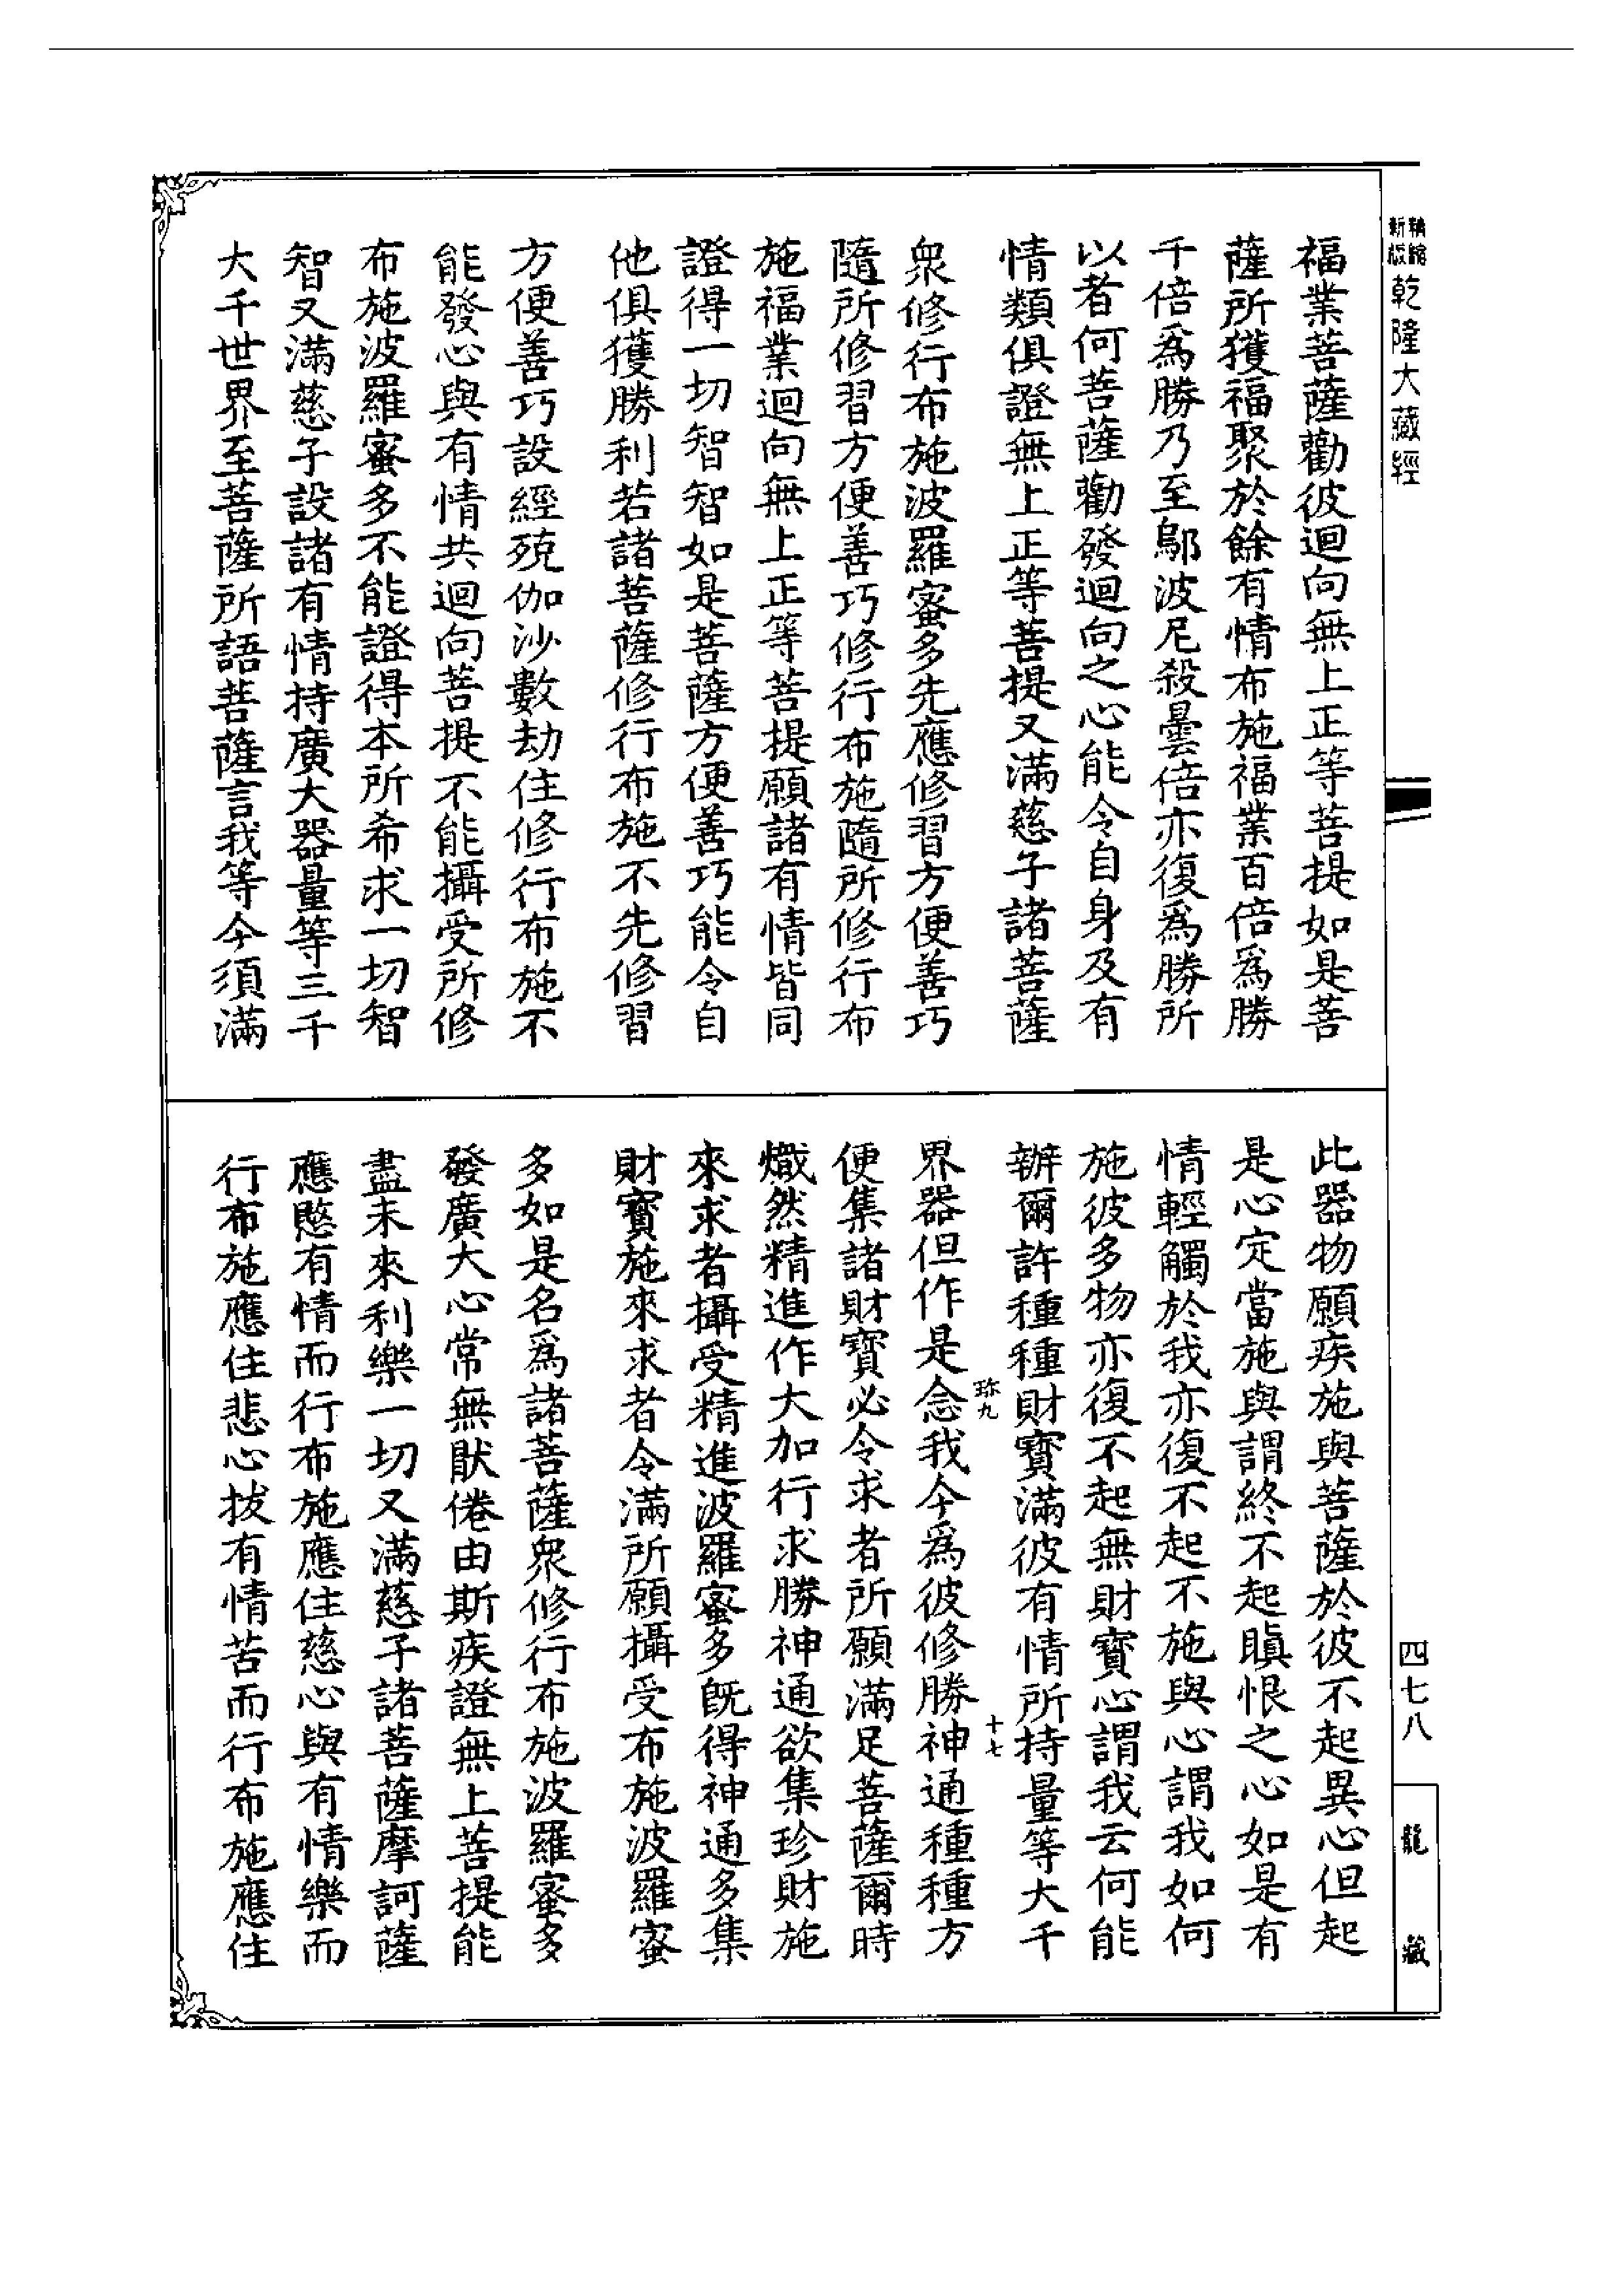 新版精縮乾隆大藏經
福業菩薩勸彼迴向無上正等菩提如是菩
薩所獲福聚於餘有情布施福業百倍爲勝
千倍爲勝乃至鄔波尼殺曇倍亦復爲勝所
以者何菩薩勸發迴向之心能令自身及有
情類俱證無上正等菩提又滿慈子諸菩薩
衆修行布施波羅蜜多先應修習方便善巧
隨所修習方便善巧修行布施隨所修行布
施福業迴向無上正等菩提願諸有情皆同
證得一切智智如是菩薩方便善巧能令自
他俱獲勝利若諸菩薩修行布施不先修習
方便善巧設經殑伽沙數劫住修行布施不
能發心與有情共迴向菩提不能攝受所修
布施波羅蜜多不能證得本所希求一切智
智又滿慈子設諸有情持廣大器量等三千
大千世界至菩薩所語菩薩言我等今須滿
此器物願疾施與菩薩於彼不起異心但起
是心定當施與謂終不起瞋恨之心如是有
情輕觸於我亦復不起不施與心謂我如何
施彼多物亦復不起無財寶心謂我云何能
辦爾許種種財寶滿彼有情所持量等大千
珎九
十七
界器但作是念我今爲彼修勝神通種種方
便集諸財寶必令求者所願滿足菩薩爾時
熾然精進作大加行求勝神通欲集珍財施
來求者攝受精進波羅蜜多旣得神通多集
財寶施來求者令滿所願攝受布施波羅蜜
多如是名爲諸菩薩衆修行布施波羅蜜多
發廣大心常無猒倦由斯疾證無上菩提能
盡未來利樂一切又滿慈子諸菩薩摩訶薩
應愍有情而行布施應住慈心與有情樂而
行布施應住悲心拔有情苦而行布施應住
四七八
龍藏